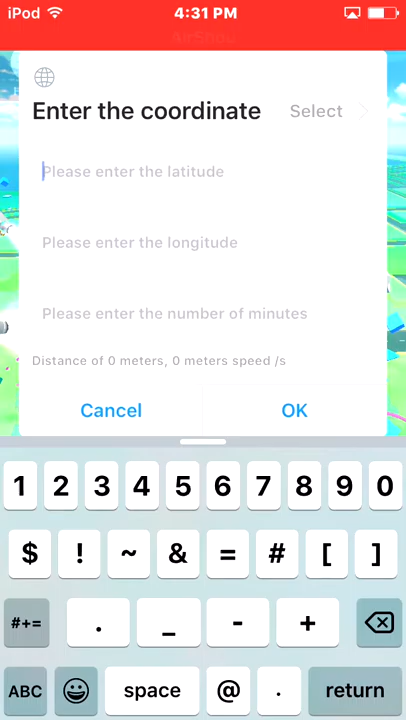 iPod 4:31 PM
Enter the coordinate Select
Please enter the latitude
Please enter the longitude
Please enter the number of minutes
Distance of 0 meters, 0 meters speed /s
Cancel OK
1 2 3 4 5 6 7 8 9 0
$ ! ~ & = # [ ]
#+= . _ - +
ABC space @ . return